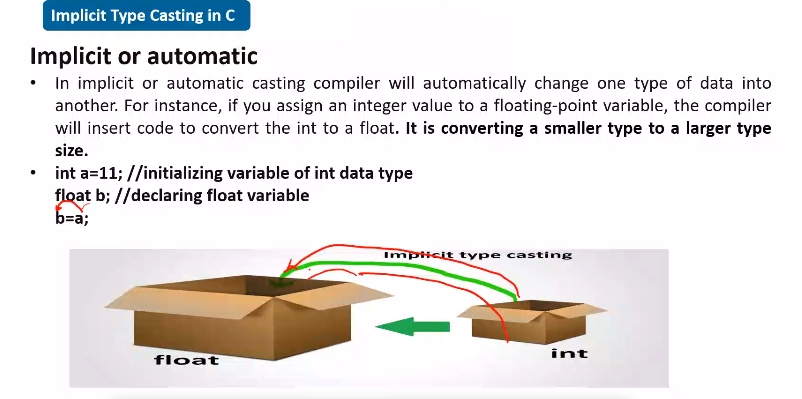 Implicit Type Casting in C
Implicit or automatic
• In implicit or automatic casting compiler will automatically change one type of data into
another. For instance, if you assign an integer value to a floating-point variable, the compiler
will insert code to convert the int to a float. It is converting a smaller type to a larger type
size.
• int a=11; //initializing variable of int data type
float b; //declaring float variable
b=a;
Implicit type casting
float
int